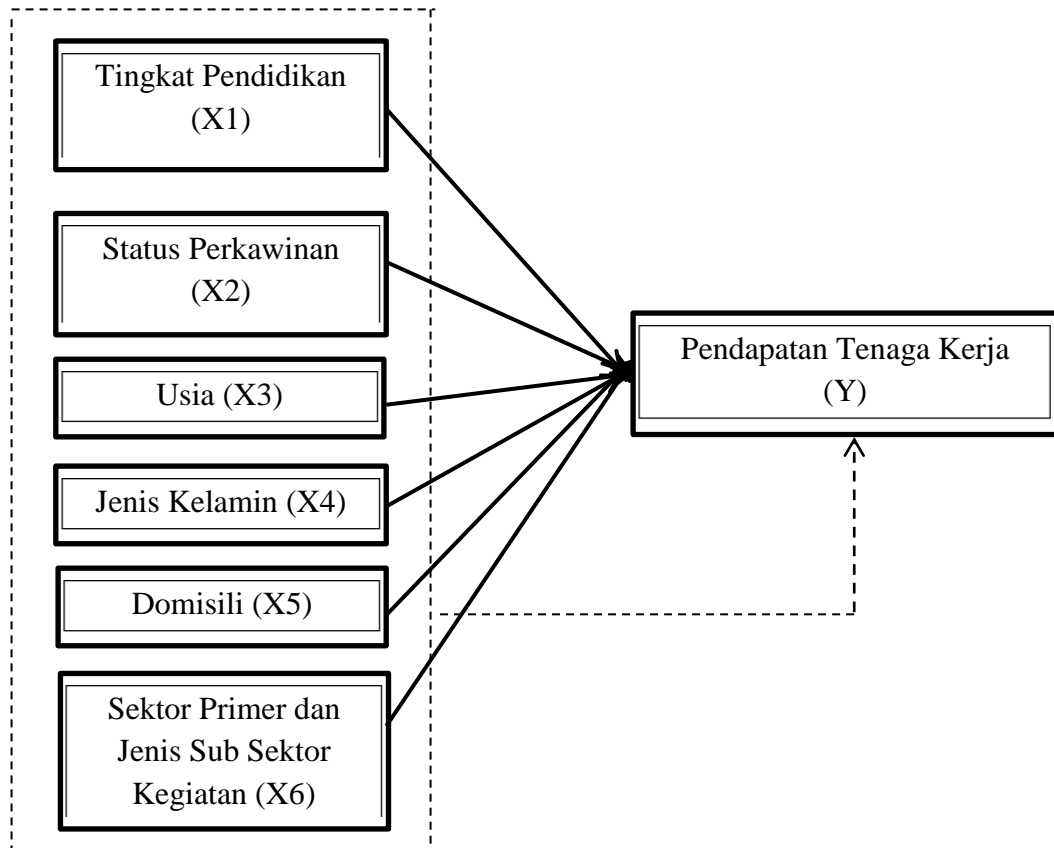 Tingkat Pendidikan
(X1)
Status Perkawinan
(X2)
Usia (X3)
Jenis Kelamin (X4)
Domisili (X5)
Sektor Primer dan
Jenis Sub Sektor
Kegiatan (X6)
Pendapatan Tenaga Kerja
(Y)